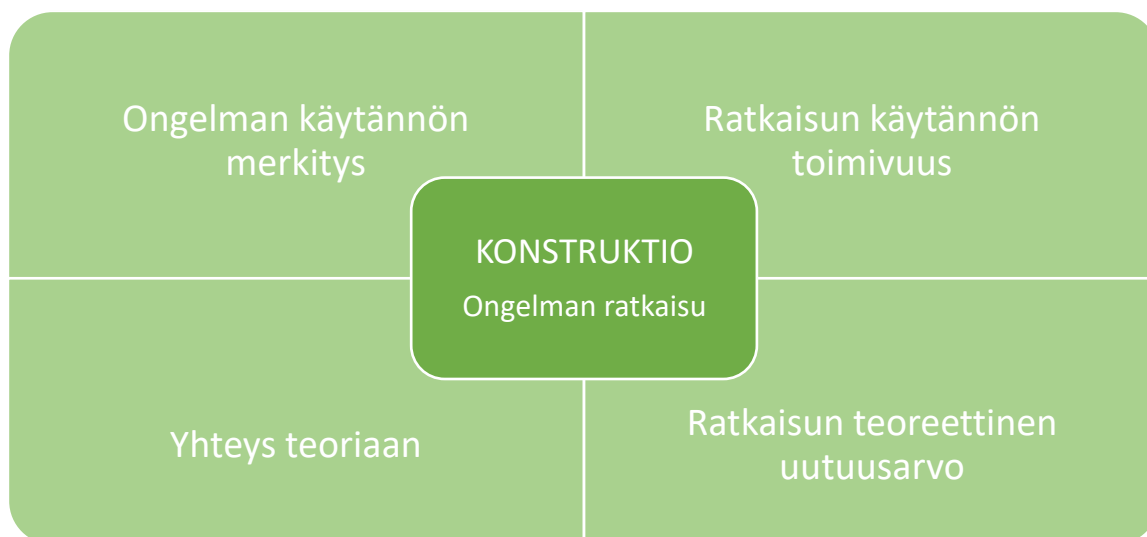 Ongelman käytännön
merkitys
Ratkaisun käytännön
toimivuus
KONSTRUKTIO
Ongelman ratkaisu
Yhteys teoriaan
Ratkaisun teoreettinen
uutuusarvo